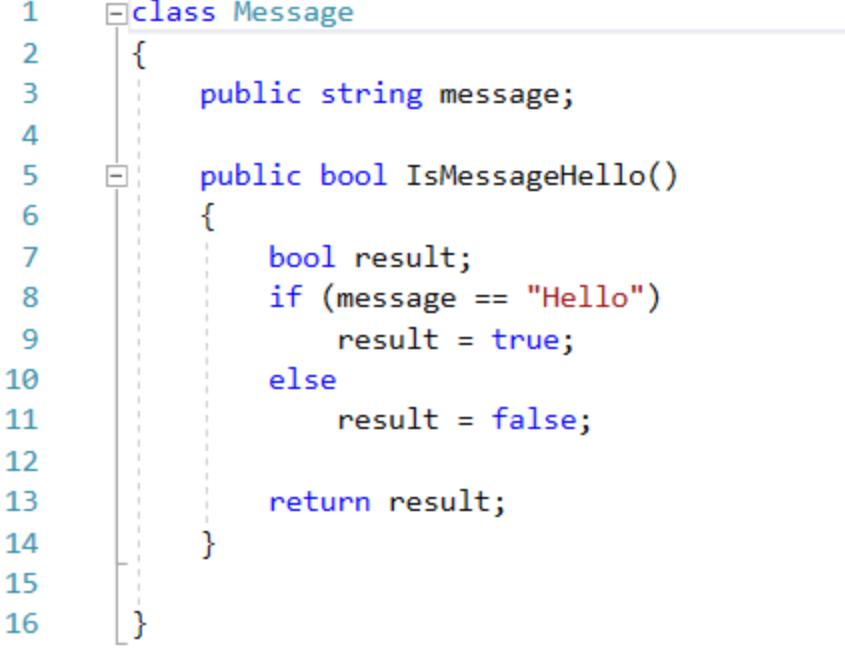 1 class Message
2 {
3     public string message;
4
5     public bool IsMessageHello()
6     {
7         bool result;
8         if (message == "Hello")
9             result = true;
10         else
11             result = false;
12
13         return result;
14     }
15
16 }